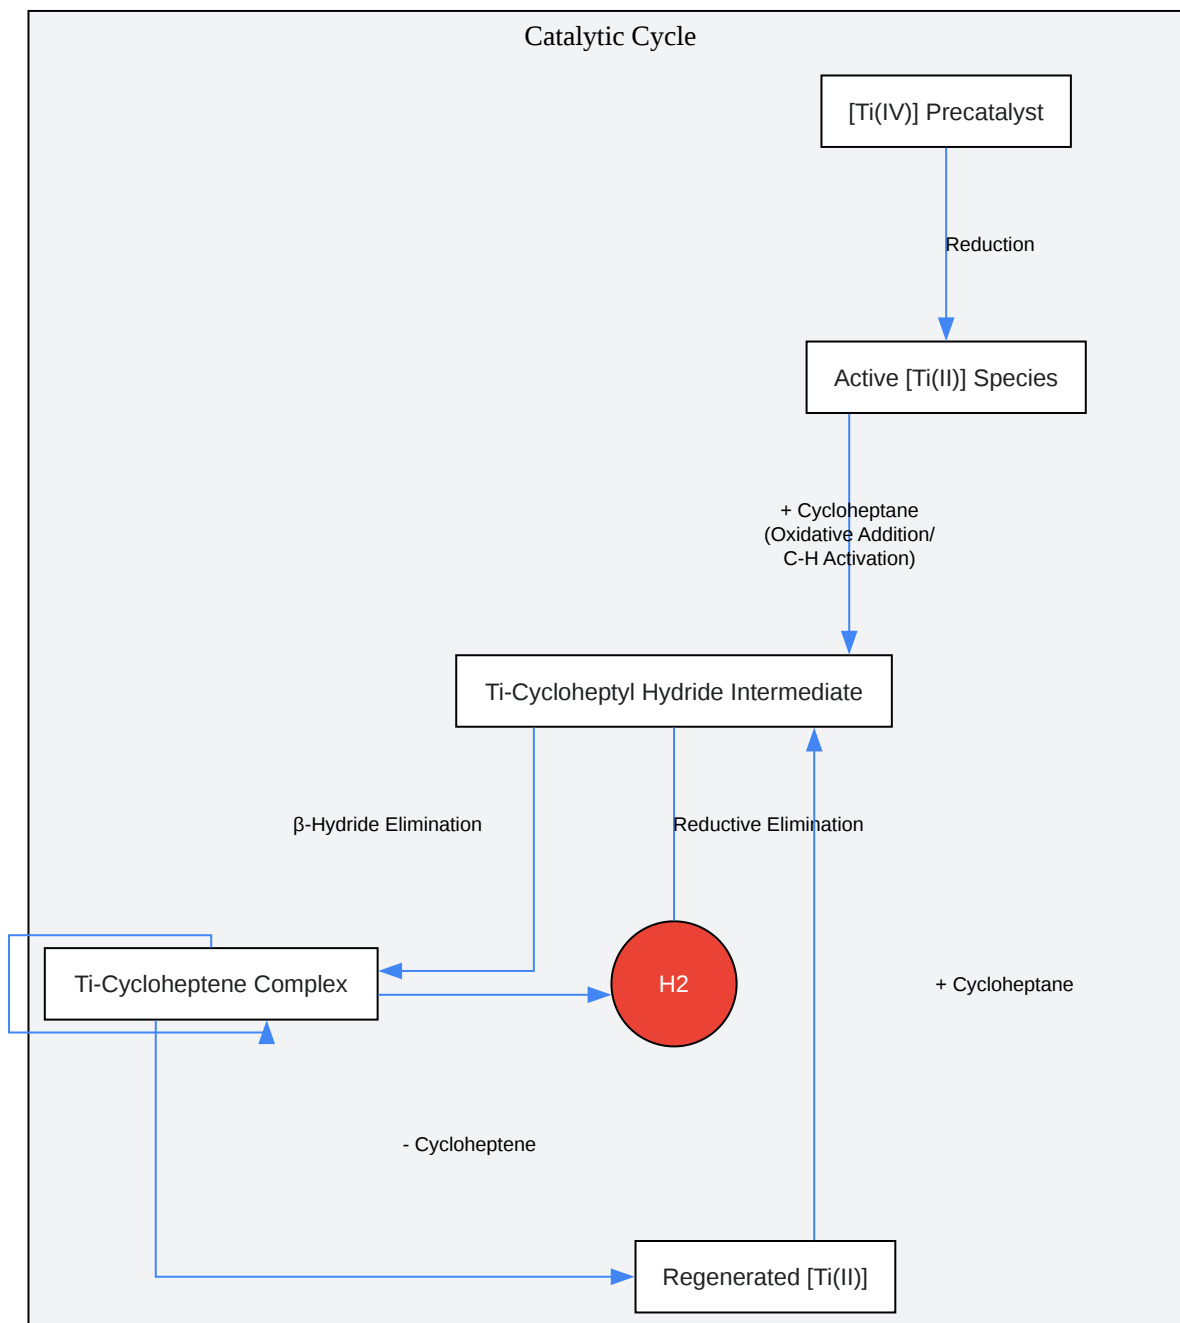 Catalytic Cycle
[Ti(IV)] Precatalyst
Reduction
Active [Ti(II)] Species
+ Cycloheptane
(Oxidative Addition/
C-H Activation)
Ti-Cycloheptyl Hydride Intermediate
β-Hydride Elimination
Reductive Elimination
Ti-Cycloheptene Complex
H2
+ Cycloheptane
- Cycloheptene
Regenerated [Ti(II)]